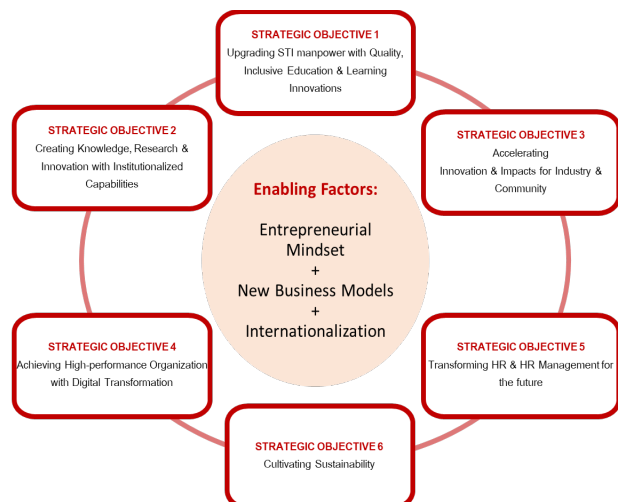 STRATEGIC OBJECTIVE 1
Upgrading STI manpower with Quality,
Inclusive Education & Learning
Innovations
STRATEGIC OBJECTIVE 2
Creating Knowledge, Research &
Innovation with Institutionalized
Capabilities
STRATEGIC OBJECTIVE 3
Accelerating
Innovation & Impacts for Industry &
Community
Enabling Factors:
Entrepreneurial
Mindset
+
New Business Models
+
Internationalization
STRATEGIC OBJECTIVE 4
Achieving High-performance Organization
with Digital Transformation
STRATEGIC OBJECTIVE 5
Transforming HR & HR Management for
the future
STRATEGIC OBJECTIVE 6
Cultivating Sustainability